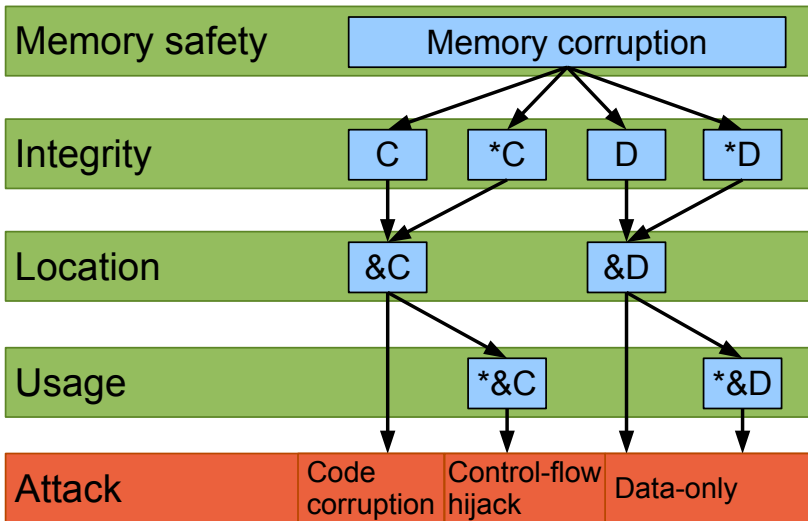 Memory safety
Memory corruption
Integrity
C
*C
D
*D
Location
&C
&D
Usage
*&C
*&D
Attack
Code
corruption
Control-flow
hijack
Data-only